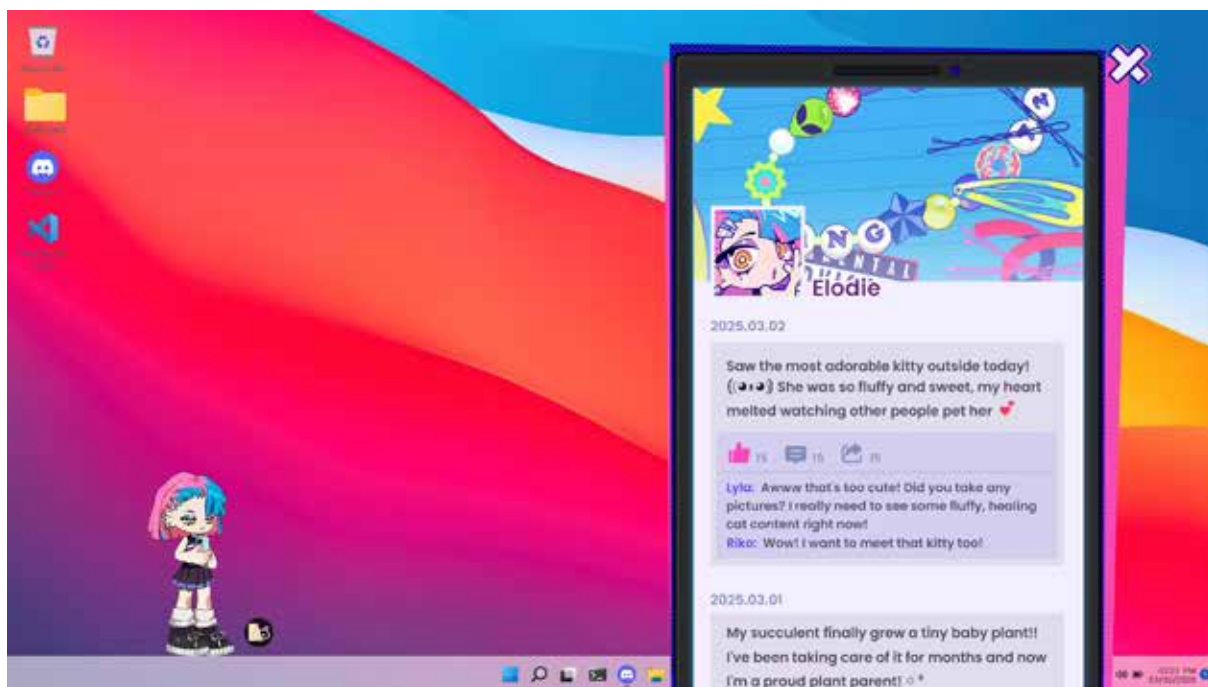 N
N G
Elodie
2025.03.02
Saw the most adorable kitty outside today!
She was so fluffy and sweet, my heart
melted watching other people pet her 💕
15 15
Lyla: Awww that's too cute! Did you take any
pictures? I really need to see some fluffy, healing
cat content right now!
Riko: Wow! I want to meet that kitty too!
2025.03.01
My succulent finally grew a tiny baby plant!!
I've been taking care of it for months and now
I'm a proud plant parent!